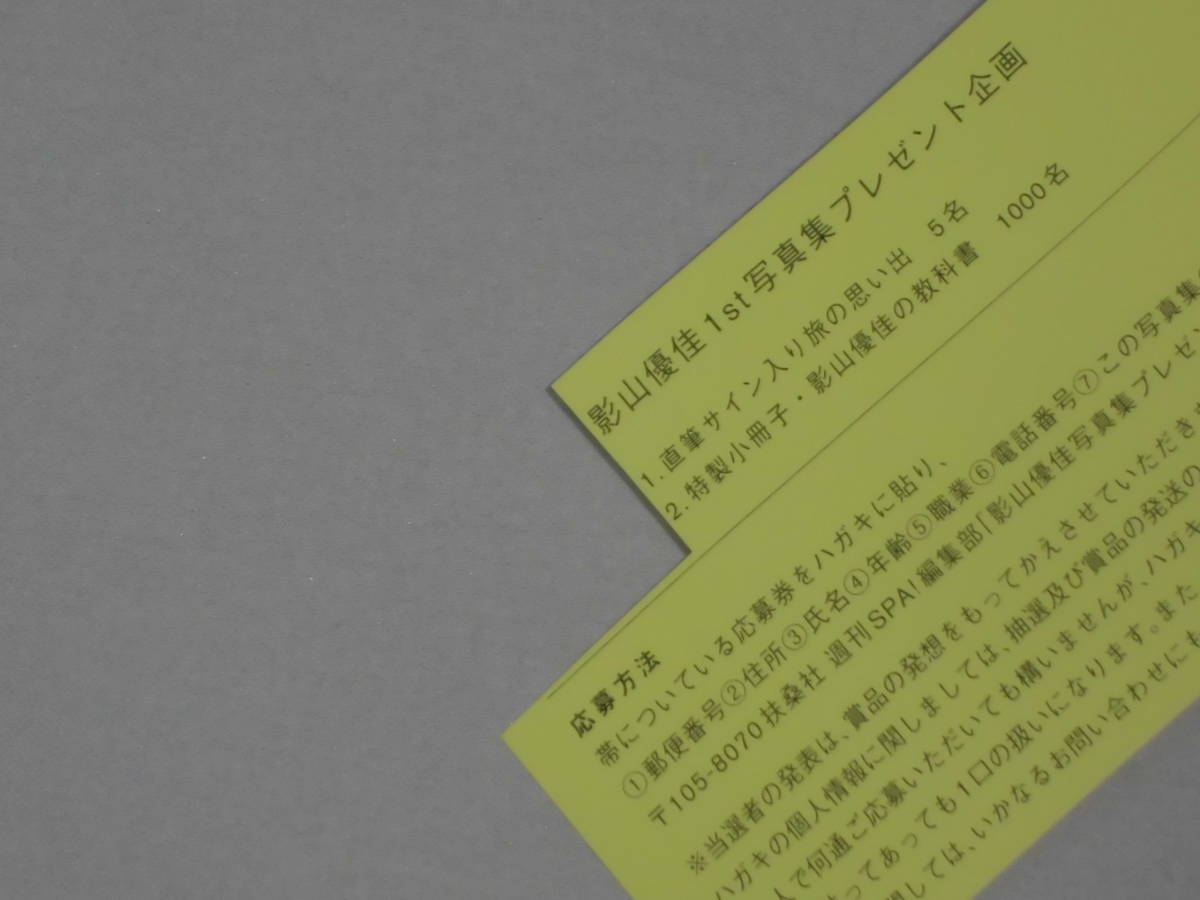 影山優佳1st写真集プレゼント企画
1. 直筆サイン入り旅の思い出 5名
2. 特製小冊子・影山優佳の教科書 1000名
応募方法
帯についている応募券をハガキに貼り、
①郵便番号②住所③氏名④年齢⑤職業⑥電話番号⑦この写真集
〒105-8070 扶桑社 週刊SPA!編集部「影山優佳写真集プレゼン
※当選者の発表は、賞品の発想をもってかえさせていただき
ハガキの個人情報に関しましては、抽選及び賞品の発送の
人で何通ご応募いただいても構いませんが、ハガキ
ってあっても1口の扱いになります。また
しては、いかなるお問い合わせにも